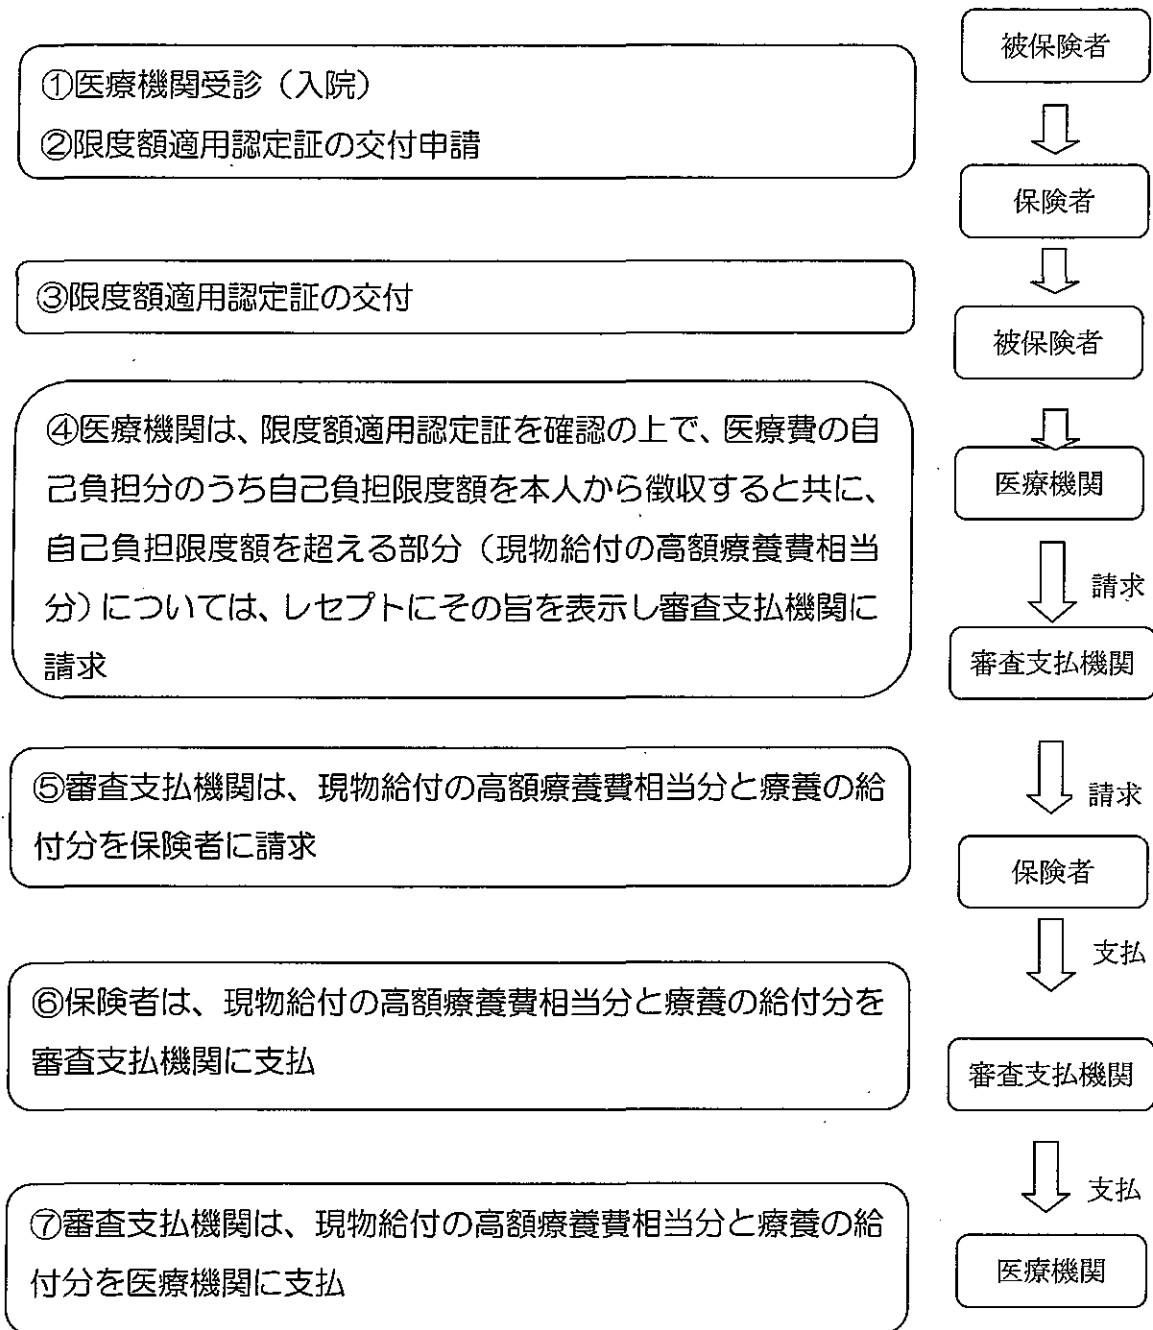 ①医療機関受診（入院）
②限度額適用認定証の交付申請
③限度額適用認定証の交付
④医療機関は、限度額適用認定証を確認の上で、医療費の自
己負担分のうち自己負担限度額を本人から徴収すると共に、
自己負担限度額を超える部分（現物給付の高額療養費相当
分）については、レセプトにその旨を表示し審査支払機関に
請求
⑤審査支払機関は、現物給付の高額療養費相当分と療養の給
付分を保険者に請求
⑥保険者は、現物給付の高額療養費相当分と療養の給付分を
審査支払機関に支払
⑦審査支払機関は、現物給付の高額療養費相当分と療養の給
付分を医療機関に支払
被保険者
保険者
被保険者
医療機関
請求
審査支払機関
請求
保険者
支払
審査支払機関
支払
医療機関